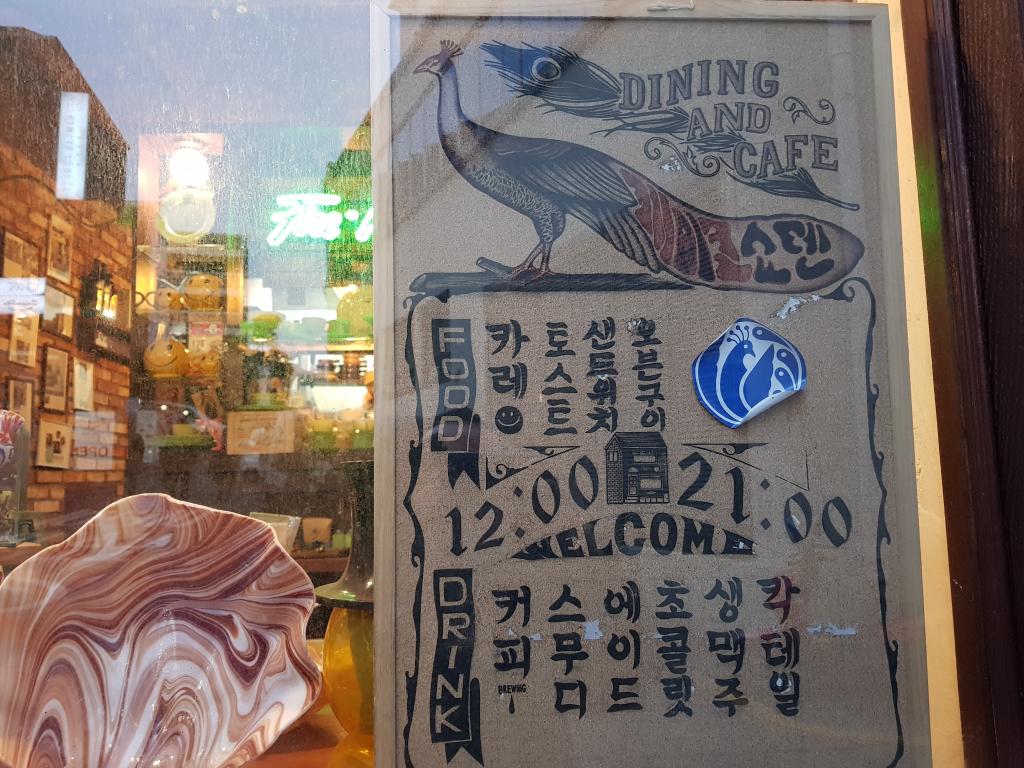 DINING
AND
CAFE
쇼덴
FOOD
카레
토스트
샌드위치
오븐구이
12:00
21:00
WELCOME
DRINK
커피
BREWING
스무디
에이드
초콜릿
생맥주
칵테일
OPEN